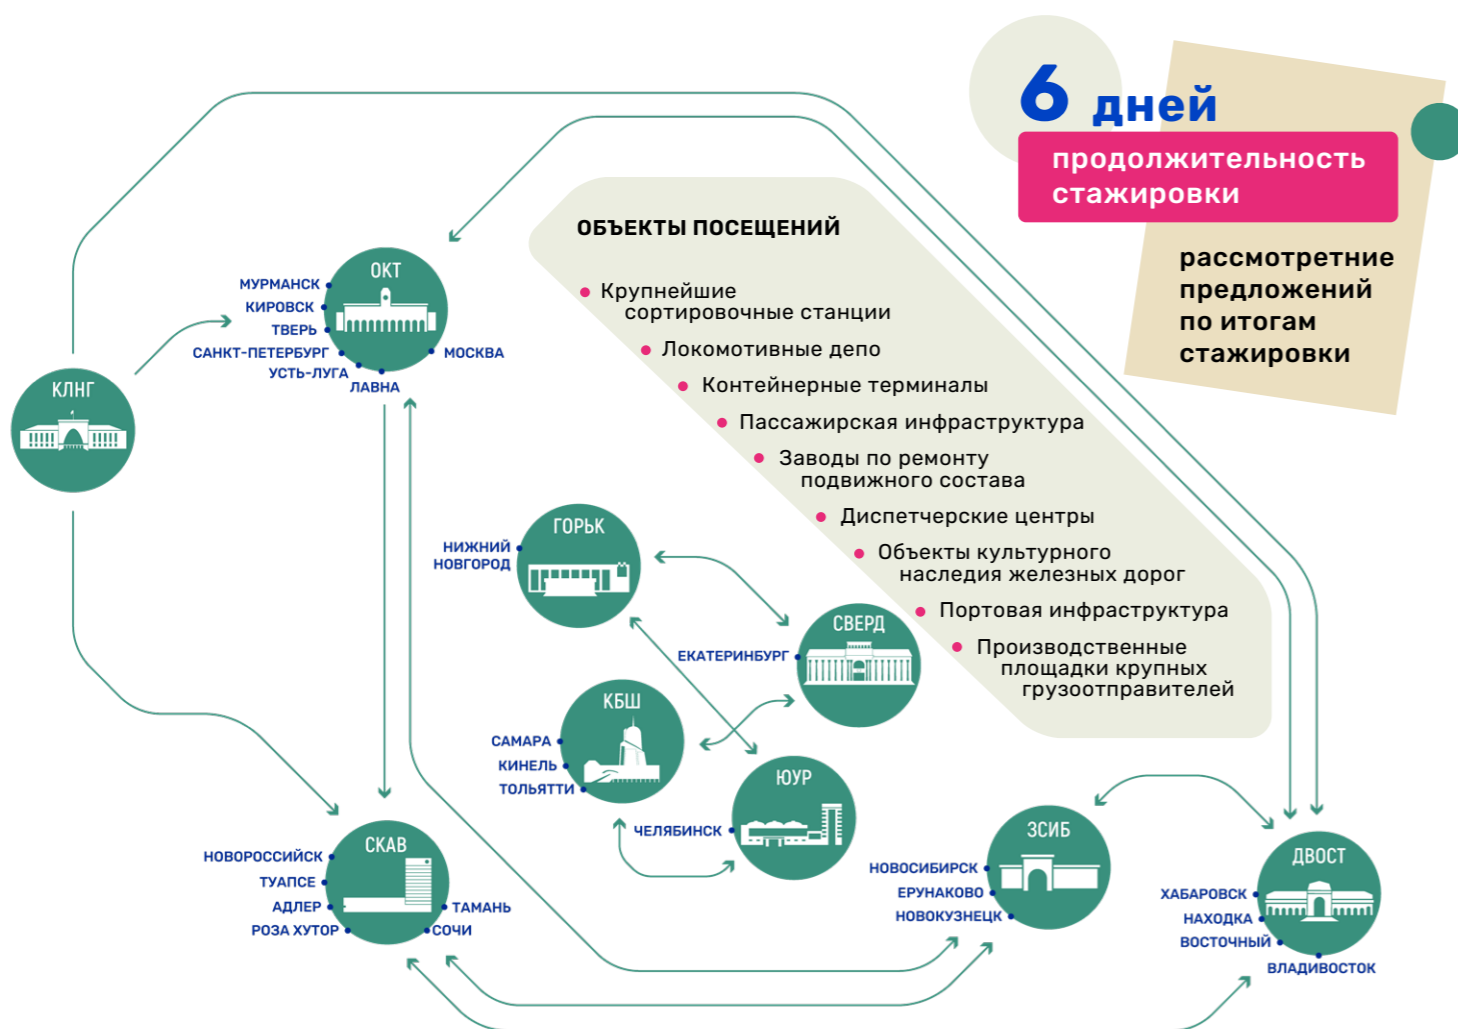 6 дней
продолжительность
стажировки
рассмотретние
предложений
по итогам
стажировки
ОБЪЕКТЫ ПОСЕЩЕНИЙ
Крупнейшие
сортировочные станции
Локомотивные депо
Контейнерные терминалы
Пассажирская инфраструктура
Заводы по ремонту
подвижного состава
Диспетчерские центры
Объекты культурного
наследия железных дорог
Портовая инфраструктура
Производственные
площадки крупных
грузоотправителей
ОКТ
МУРМАНСК
КИРОВСК
ТВЕРЬ
САНКТ-ПЕТЕРБУРГ
УСТЬ-ЛУГА
ЛАВНА
МОСКВА
КЛНГ
ГОРЬК
НИЖНИЙ
НОВГОРОД
СВЕРД
ЕКАТЕРИНБУРГ
КБШ
САМАРА
КИНЕЛЬ
ТОЛЬЯТТИ
ЮУР
ЧЕЛЯБИНСК
СКАВ
НОВОРОССИЙСК
ТУАПСЕ
АДЛЕР
РОЗА ХУТОР
ТАМАНЬ
СОЧИ
ЗСИБ
НОВОСИБИРСК
ЕРУНАКОВО
НОВОКУЗНЕЦК
ДВОСТ
ХАБАРОВСК
НАХОДКА
ВОСТОЧНЫЙ
ВЛАДИВОСТОК